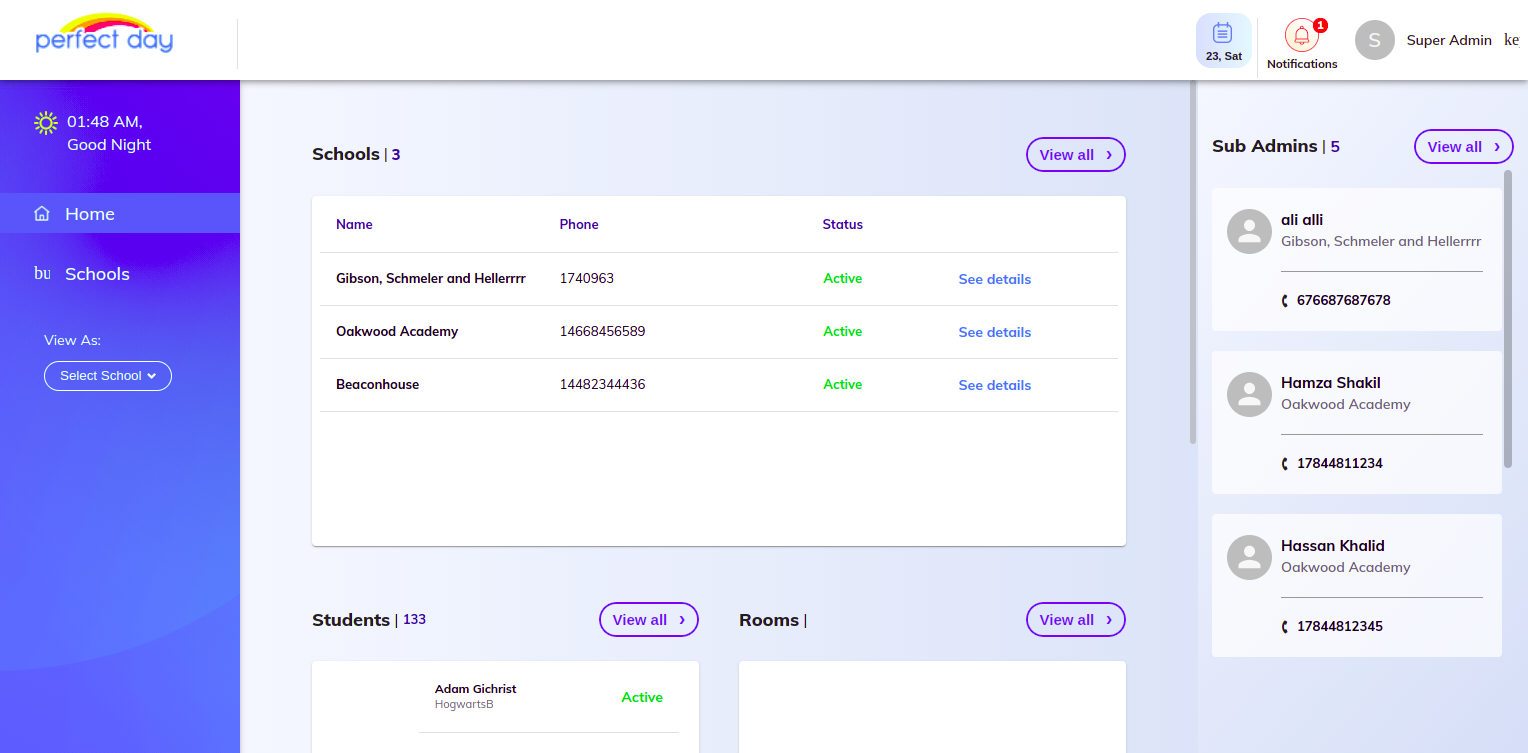 perfect day
23, Sat
1
Notifications
S
Super Admin
ke
01:48 AM,
Good Night
Home
bu
Schools
View As:
Select School
Schools | 3
View all
Name Phone Status
Gibson, Schmeler and Hellerrrr 1740963 Active See details
Oakwood Academy 14668456589 Active See details
Beaconhouse 14482344436 Active See details
Students | 133
View all
Adam Gichrist
HogwartsB
Active
Rooms |
View all
Sub Admins | 5
View all
ali alli
Gibson, Schmeler and Hellerrrr
676687687678
Hamza Shakil
Oakwood Academy
17844811234
Hassan Khalid
Oakwood Academy
17844812345